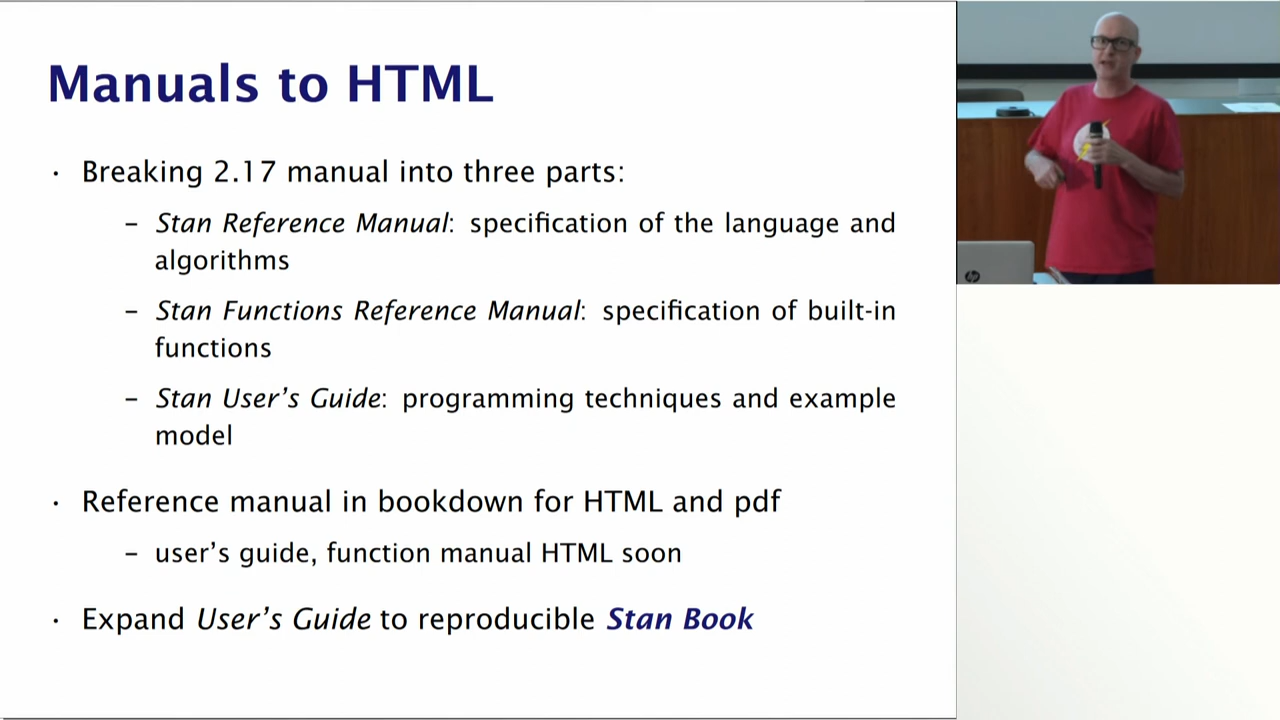 Manuals to HTML
· Breaking 2.17 manual into three parts:
– Stan Reference Manual: specification of the language and
algorithms
– Stan Functions Reference Manual: specification of built-in
functions
– Stan User's Guide: programming techniques and example
model
· Reference manual in bookdown for HTML and pdf
– user's guide, function manual HTML soon
· Expand User's Guide to reproducible Stan Book
hp